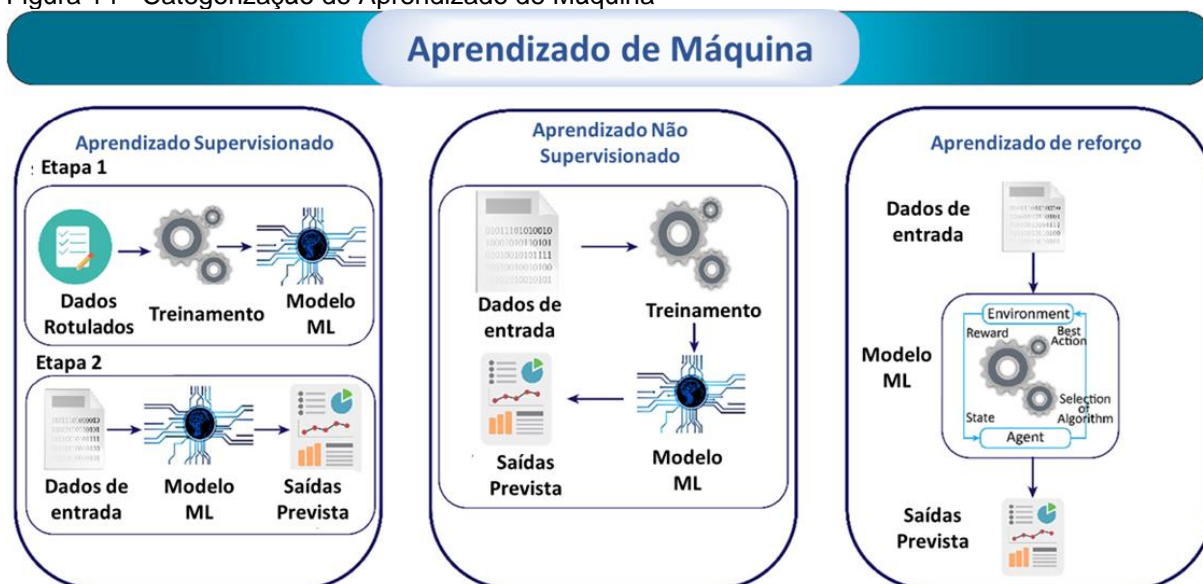 Aprendizado de Máquina
Aprendizado Supervisionado
Etapa 1
Dados
Rotulados
Treinamento
Modelo
ML
Etapa 2
Dados de
entrada
Modelo
ML
Saídas
Prevista
Aprendizado Não
Supervisionado
Dados de
entrada
Treinamento
Modelo
ML
Saídas
Prevista
Aprendizado de reforço
Dados de
entrada
Modelo
ML
Environment
Reward
Best
Action
State
Selection
of
Algorithm
Agent
Saídas
Prevista